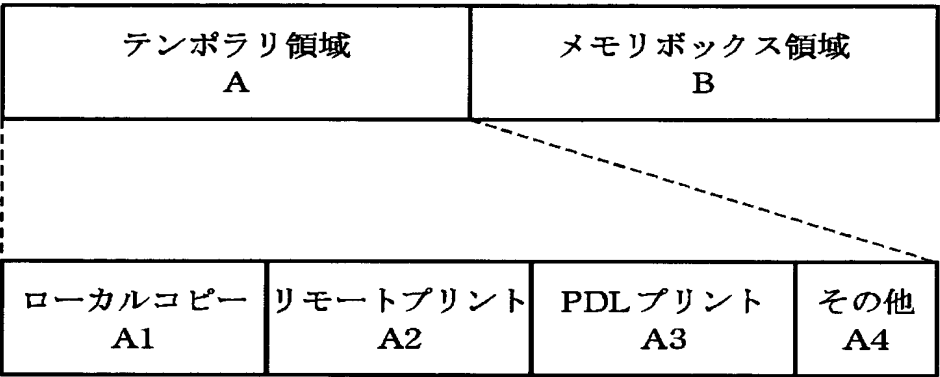 テンポラリ領域
A
メモリボックス領域
B
ローカルコピー
A1
リモートプリント
A2
PDLプリント
A3
その他
A4